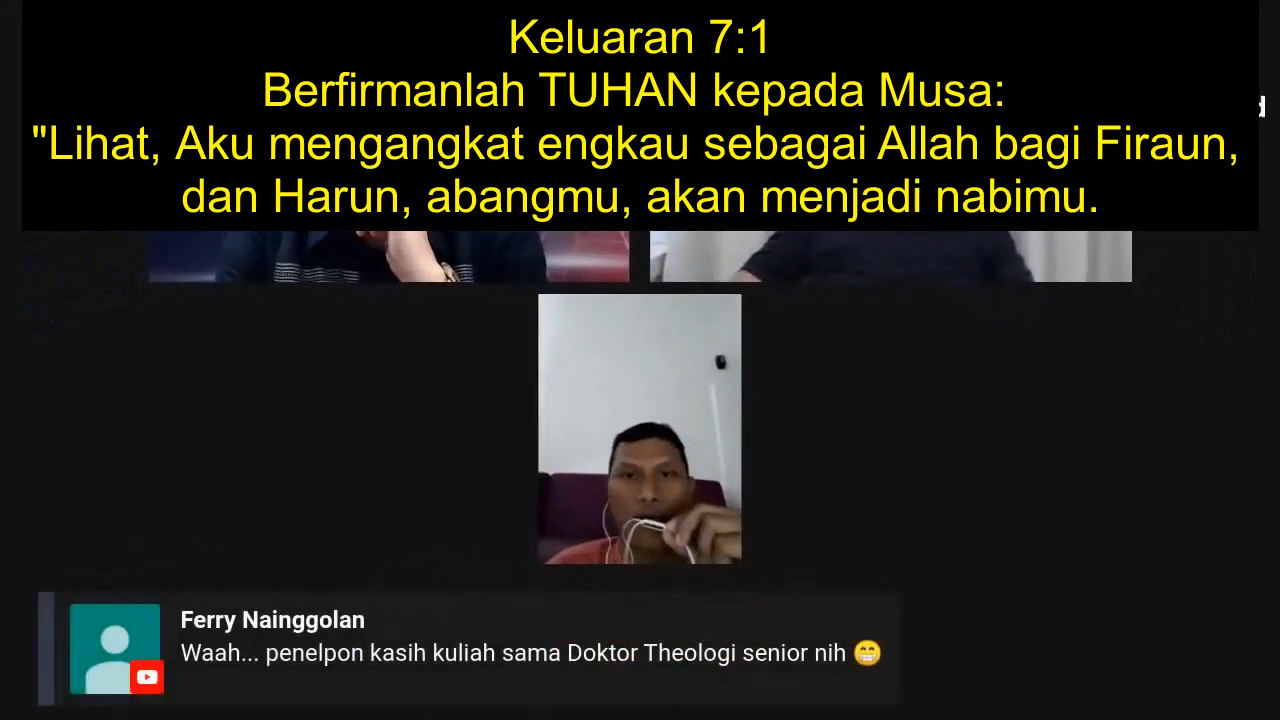 Keluaran 7:1
Berfirmanlah TUHAN kepada Musa:
"Lihat, Aku mengangkat engkau sebagai Allah bagi Firaun,
dan Harun, abangmu, akan menjadi nabimu.
Ferry Nainggolan
Waah... penelpon kasih kuliah sama Doktor Theologi senior nih 😁